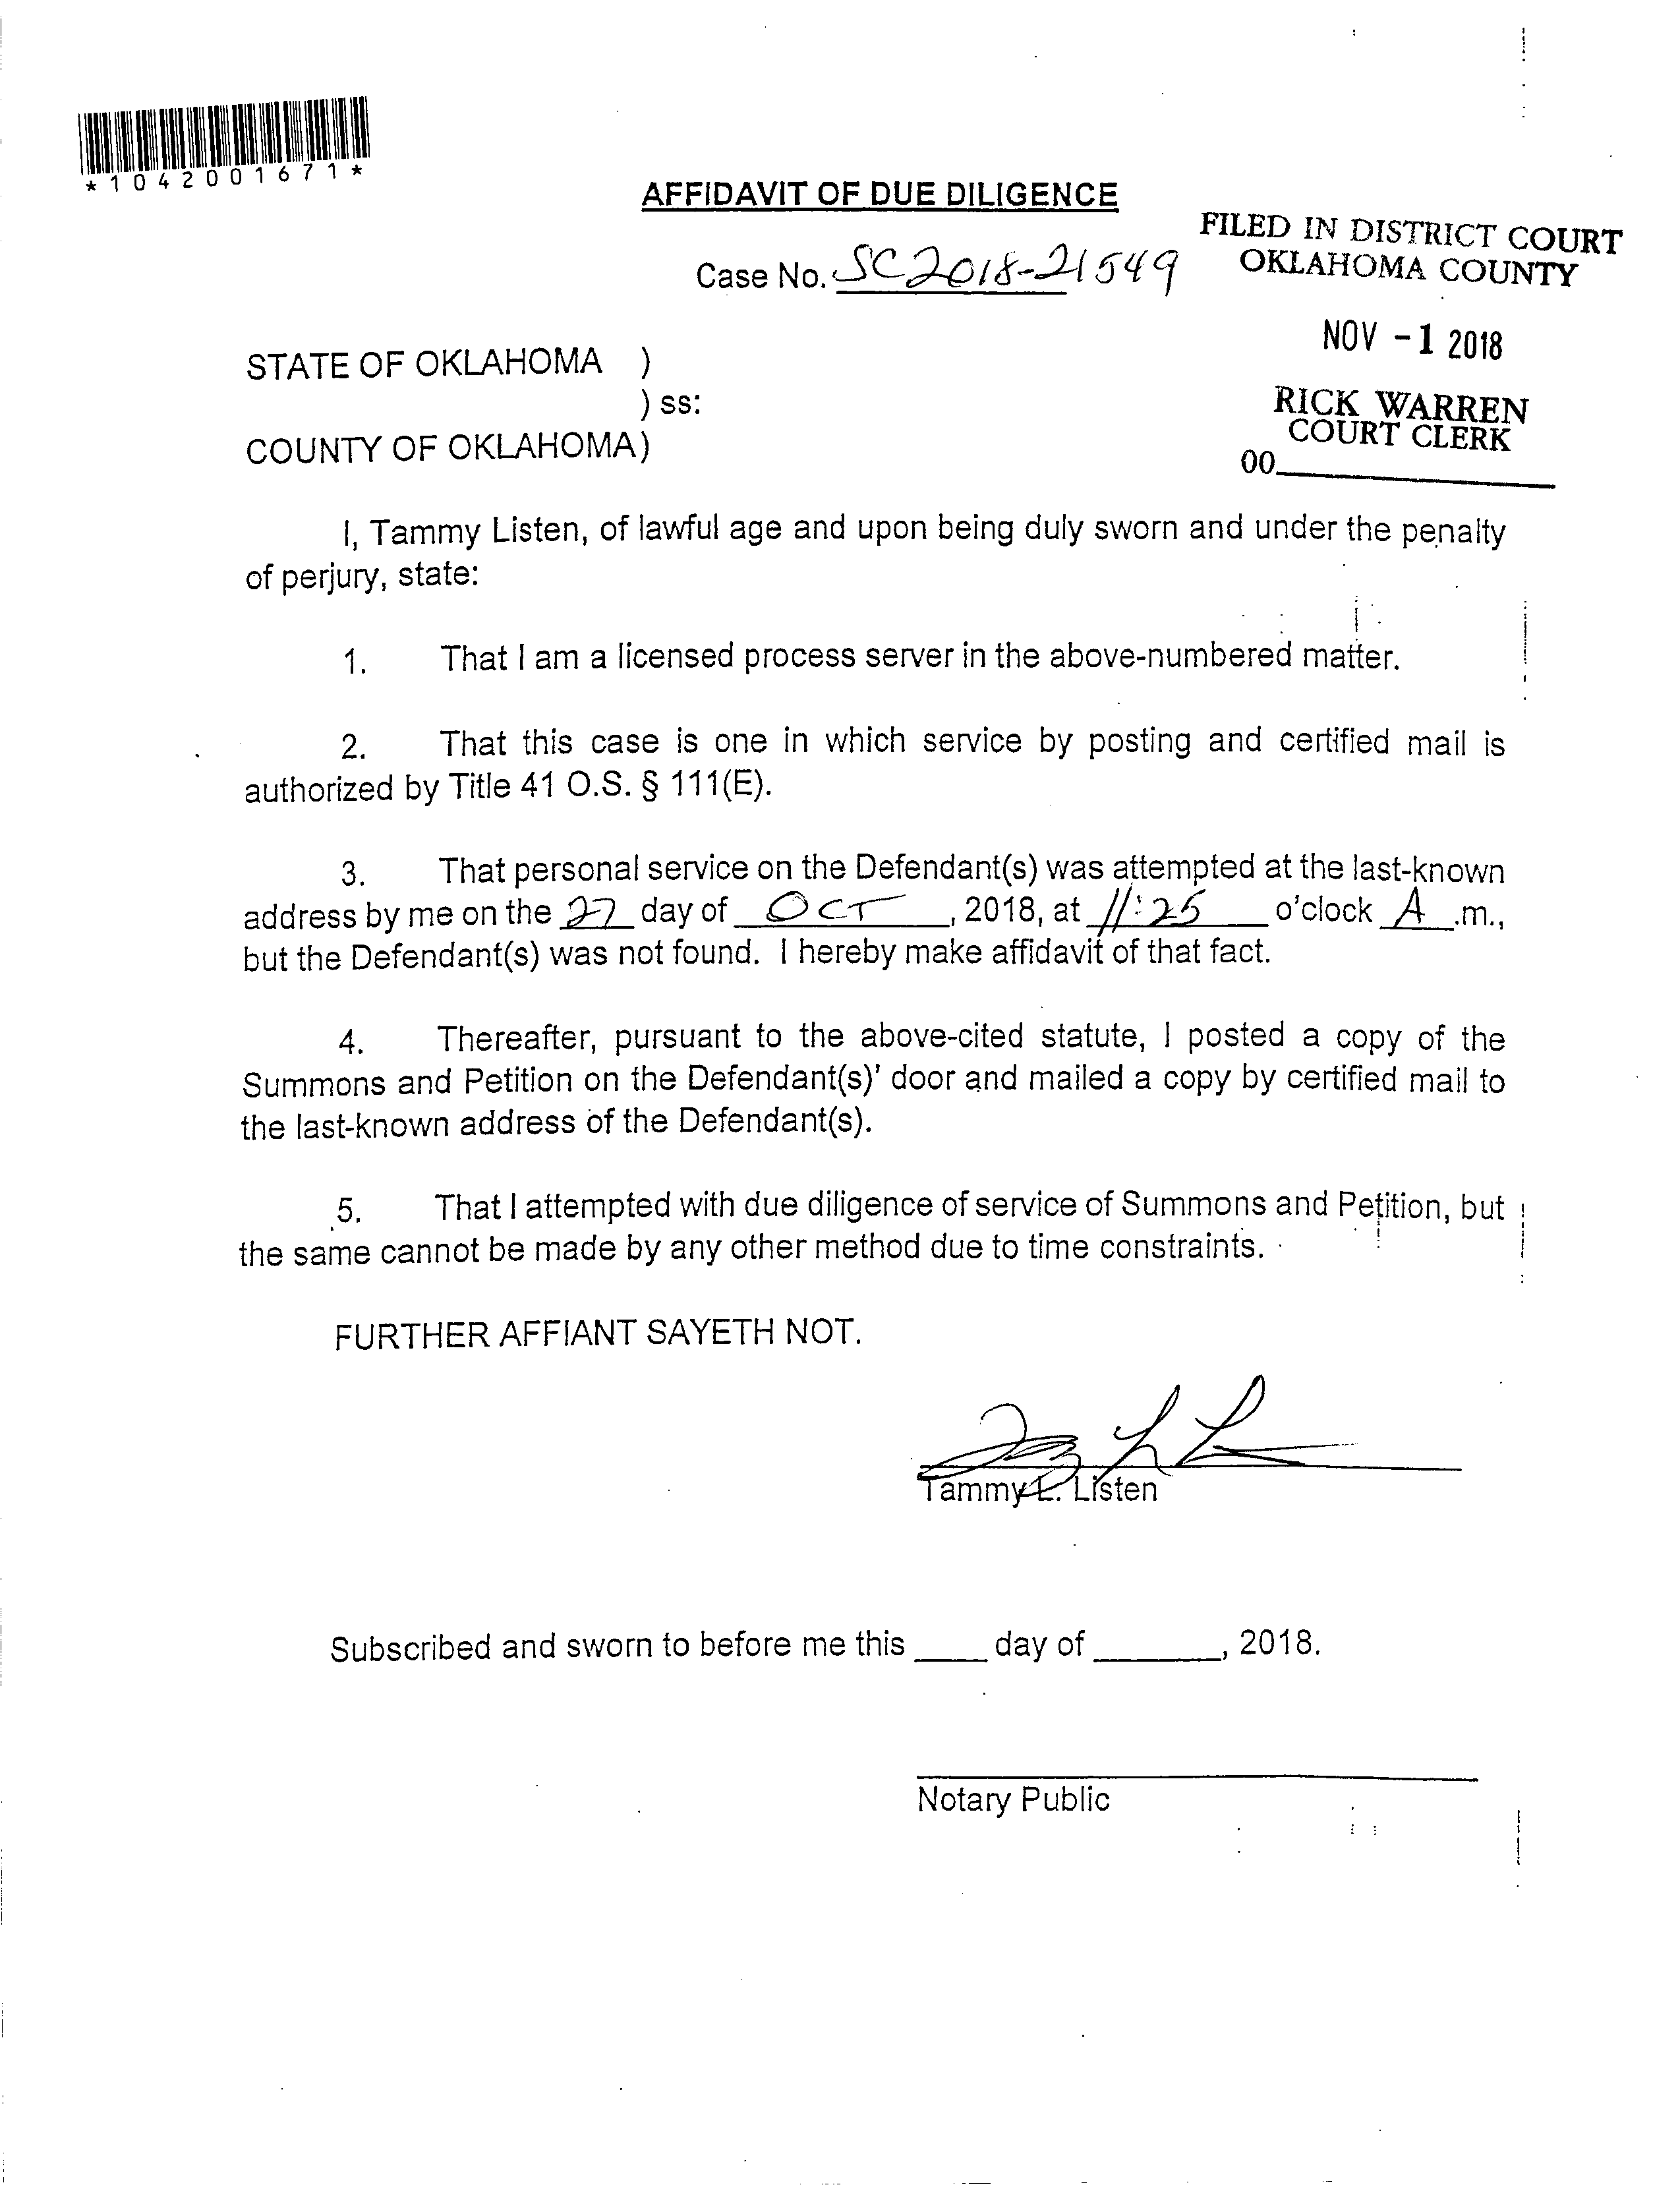 *1042001671*
AFFIDAVIT OF DUE DILIGENCE
Case No. SC2018-21549
FILED IN DISTRICT COURT
OKLAHOMA COUNTY
NOV -1 2018
RICK WARREN
COURT CLERK
00
STATE OF OKLAHOMA )
) ss:
COUNTY OF OKLAHOMA)
I, Tammy Listen, of lawful age and upon being duly sworn and under the penalty
of perjury, state:
1. That I am a licensed process server in the above-numbered matter.
2. That this case is one in which service by posting and certified mail is
authorized by Title 41 O.S. § 111(E).
3. That personal service on the Defendant(s) was attempted at the last-known
address by me on the 27 day of OCT, 2018, at 11:25 o'clock A .m.,
but the Defendant(s) was not found. I hereby make affidavit of that fact.
4. Thereafter, pursuant to the above-cited statute, I posted a copy of the
Summons and Petition on the Defendant(s)' door and mailed a copy by certified mail to
the last-known address of the Defendant(s).
5. That I attempted with due diligence of service of Summons and Petition, but
the same cannot be made by any other method due to time constraints.
FURTHER AFFIANT SAYETH NOT.
Tammy L. Listen
Subscribed and sworn to before me this ____ day of _______, 2018.
Notary Public